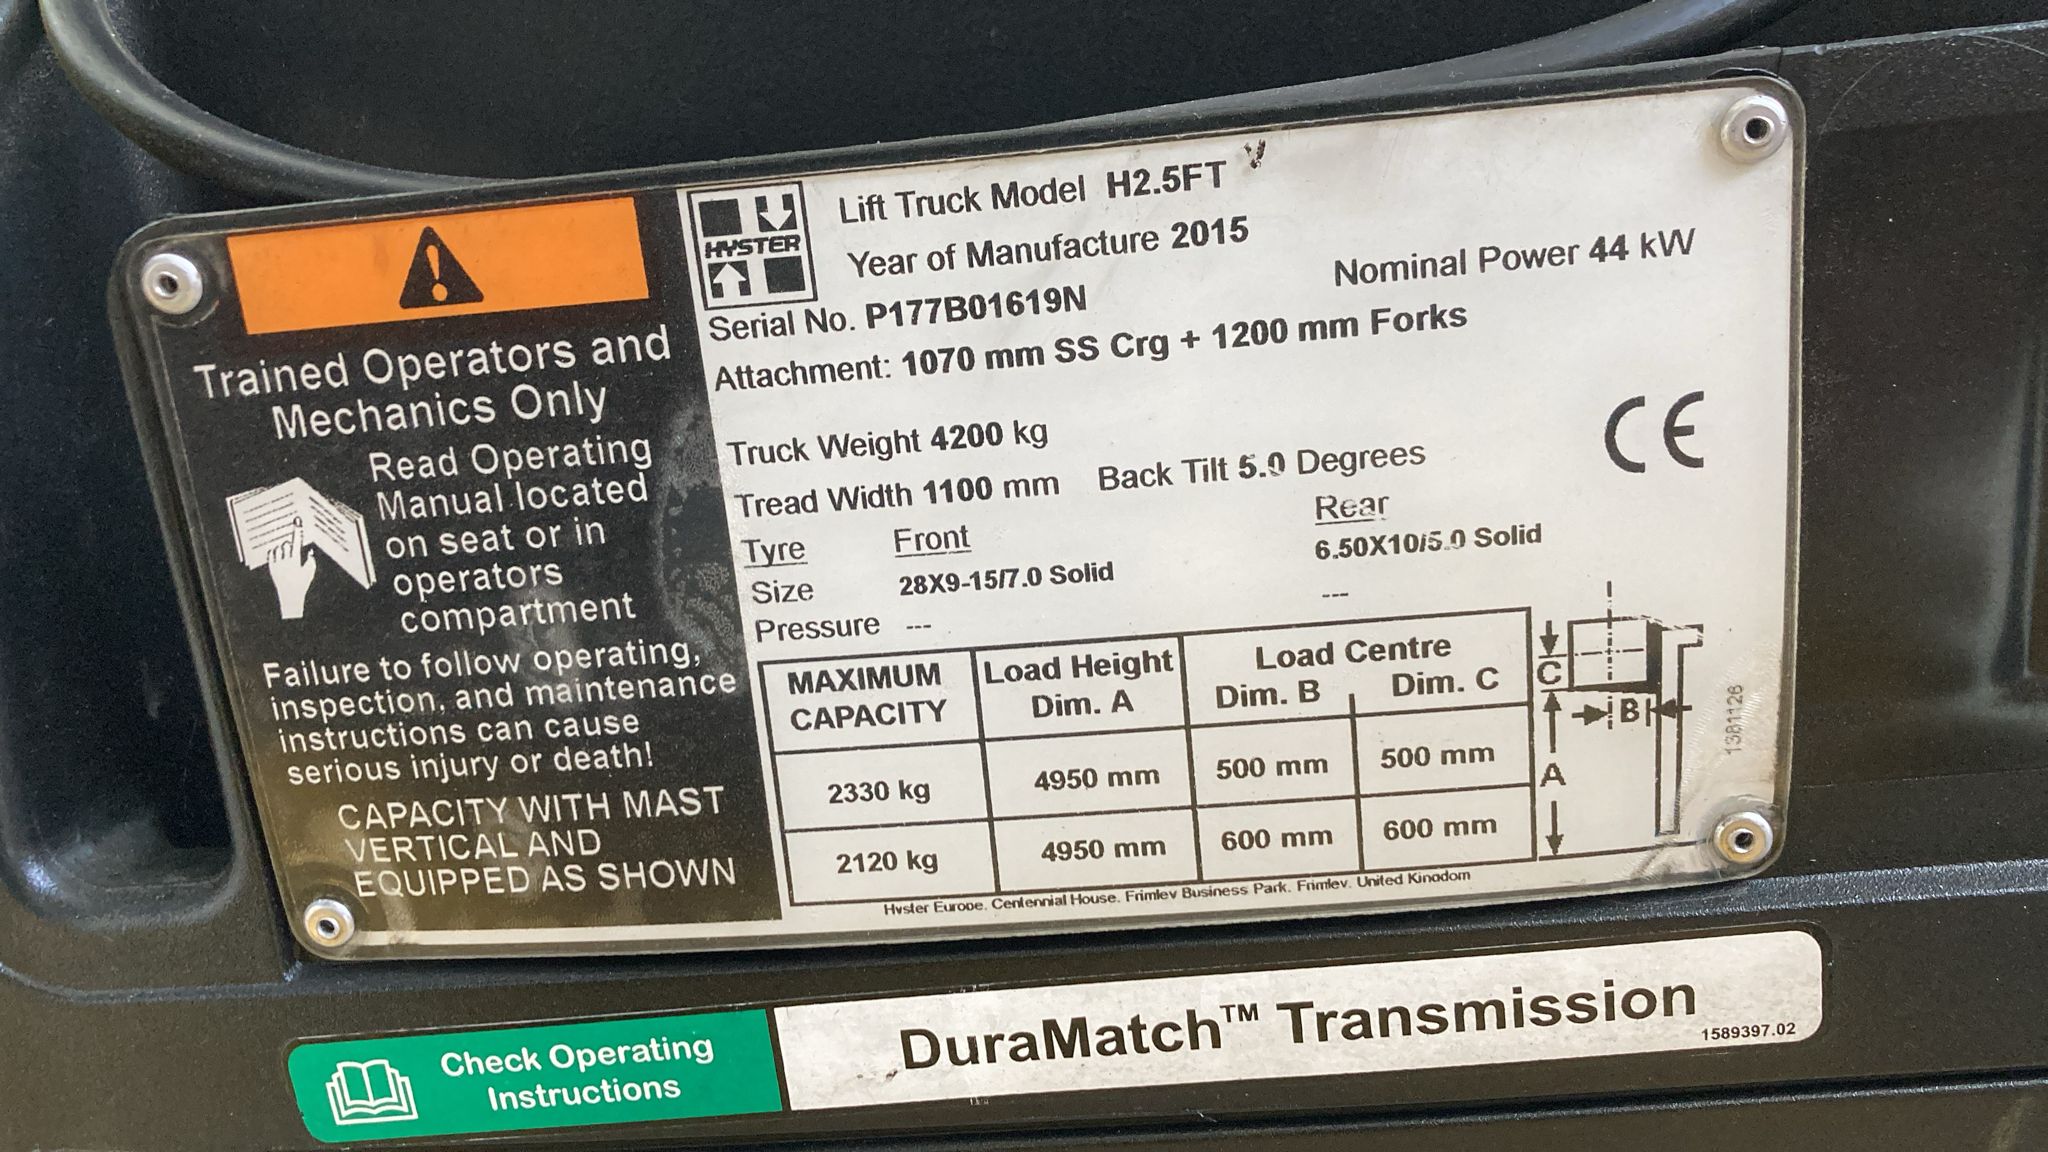 Trained Operators and
Mechanics Only
Read Operating
Manual located
on seat or in
operators
compartment
Failure to follow operating,
inspection, and maintenance
instructions can cause
serious injury or death!
CAPACITY WITH MAST
VERTICAL AND
EQUIPPED AS SHOWN
HYSTER
Lift Truck Model H2.5FT
Year of Manufacture 2015
Nominal Power 44 kW
Serial No. P177B01619N
Attachment: 1070 mm SS Crg + 1200 mm Forks
CE
Truck Weight 4200 kg
Tread Width 1100 mm Back Tilt 5.0 Degrees
Tyre Front Rear
Size 28X9-15/7.0 Solid 6.50X10/5.0 Solid
Pressure --- ---
MAXIMUM CAPACITY Load Height Dim. A Load Centre Dim. B Dim. C
2330 kg 4950 mm 500 mm 500 mm
2120 kg 4950 mm 600 mm 600 mm
C
B
A
1381126
Hyster Europe, Centennial House, Frimley Business Park, Frimley, United Kingdom
Check Operating
Instructions
DuraMatch™ Transmission
1589397.02